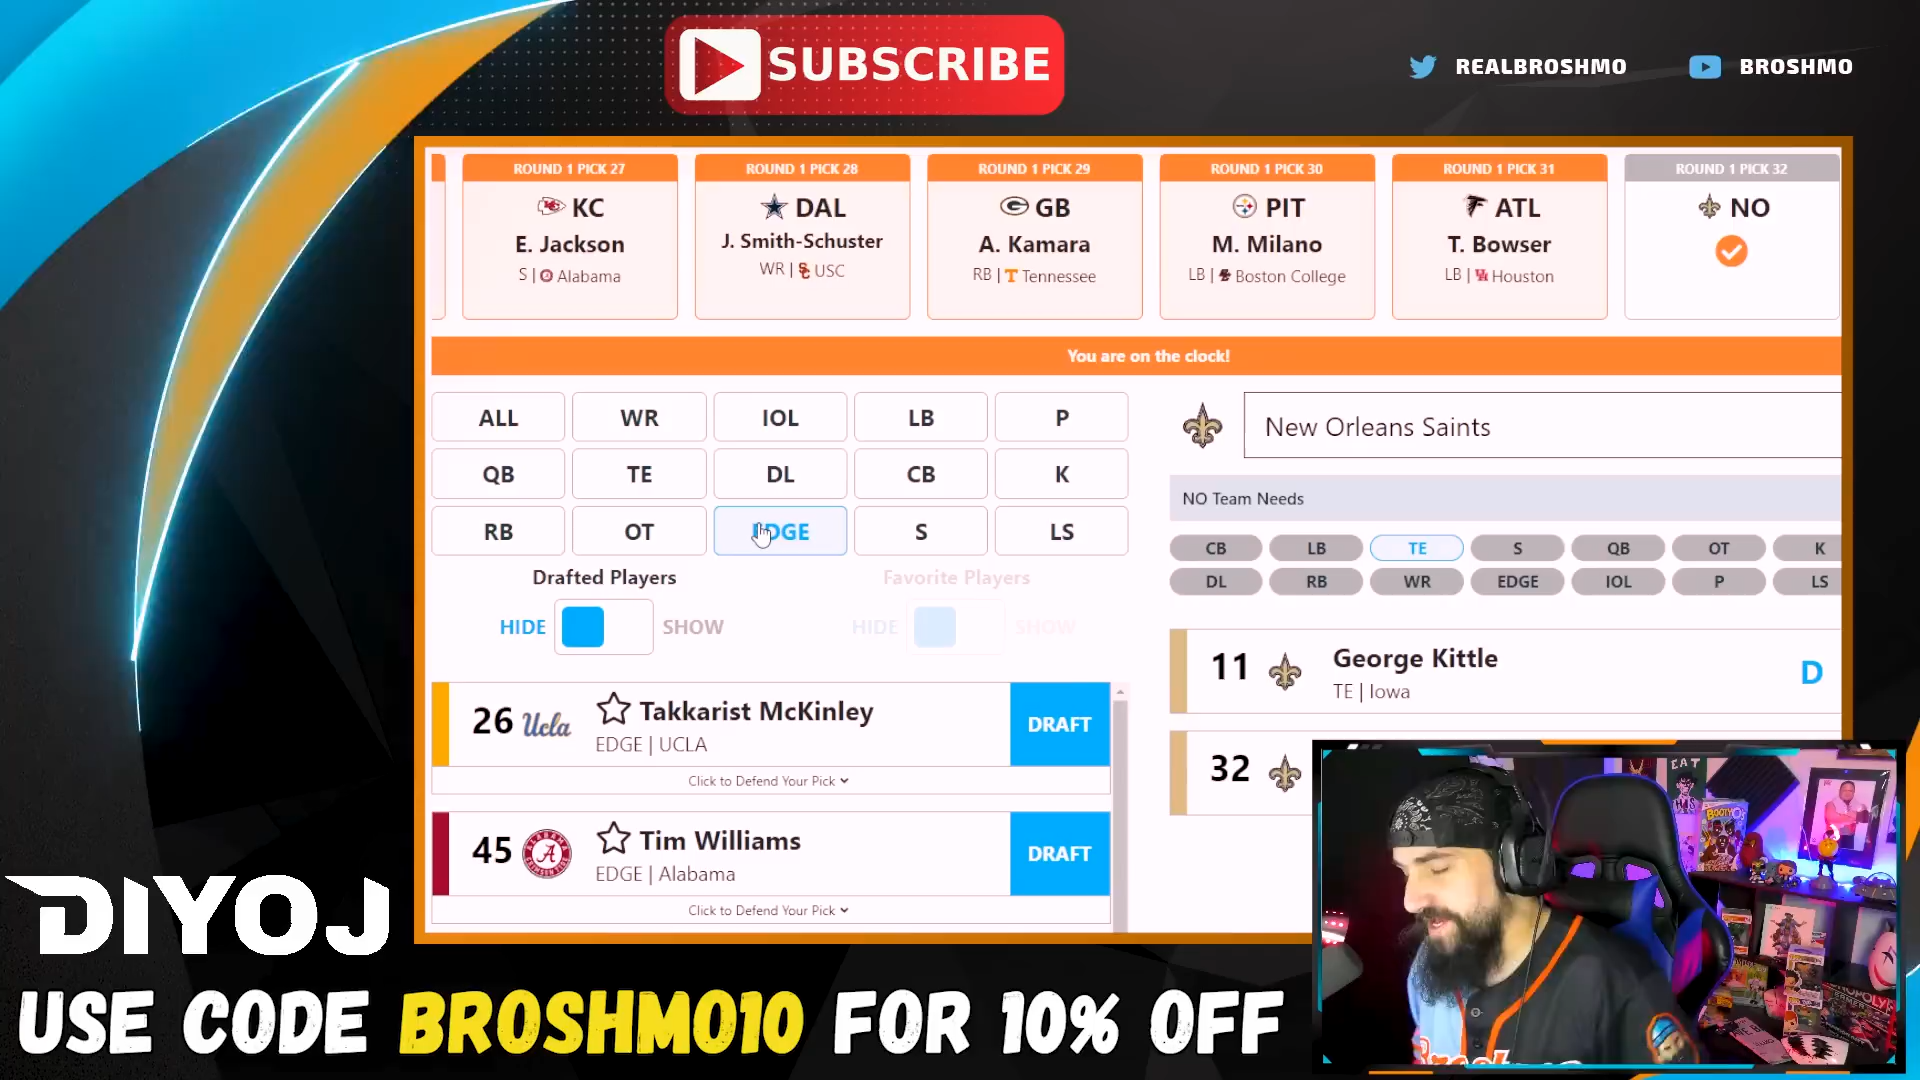 SUBSCRIBE
REALBROSHMO
BROSHMO
ROUND 1 PICK 27
KC
E. Jackson
S | Alabama
ROUND 1 PICK 28
DAL
J. Smith-Schuster
WR | USC
ROUND 1 PICK 29
GB
A. Kamara
RB | Tennessee
ROUND 1 PICK 30
PIT
M. Milano
LB | Boston College
ROUND 1 PICK 31
ATL
T. Bowser
LB | Houston
ROUND 1 PICK 32
NO
You are on the clock!
ALL WR IOL LB P
QB TE DL CB K
RB OT EDGE S LS
Drafted Players
HIDE SHOW
Favorite Players
HIDE SHOW
26 Ucla Takkarist McKinley DRAFT
EDGE | UCLA
Click to Defend Your Pick
45 Tim Williams DRAFT
EDGE | Alabama
Click to Defend Your Pick
New Orleans Saints
NO Team Needs
CB LB TE S QB OT K
DL RB WR EDGE IOL P LS
11 George Kittle D
TE | Iowa
32
EAT
BOOTY O's
DIYOJ
USE CODE BROSHMO10 FOR 10% OFF